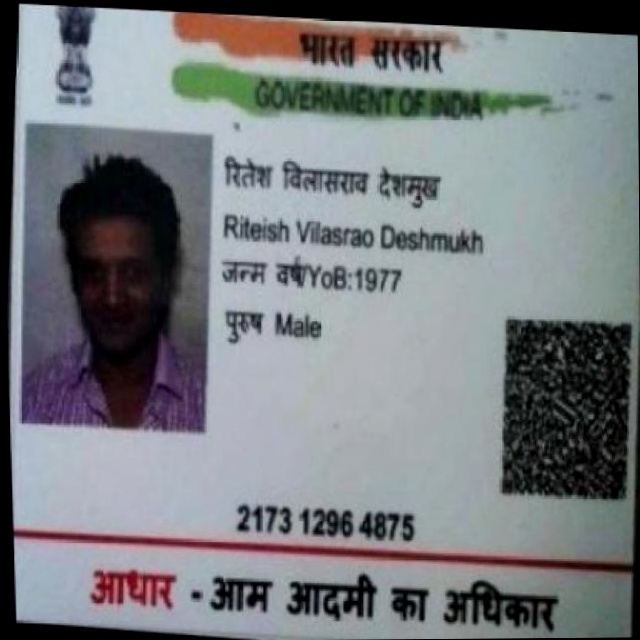 भारत सरकार
GOVERNMENT OF INDIA
रितेश विलासराव देशमुख
Riteish Vilasrao Deshmukh
जन्म वर्ष/YoB:1977
पुरुष Male
2173 1296 4875
आधार - आम आदमी का अधिकार